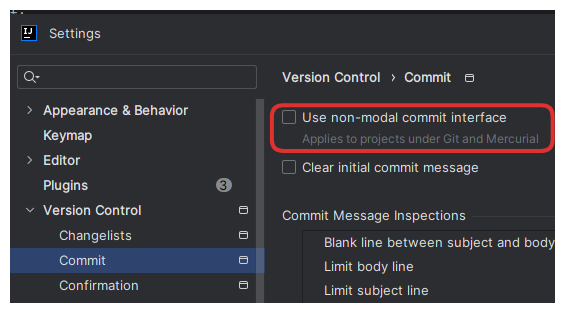 IJ
Settings
Version Control › Commit
Appearance & Behavior
Use non-modal commit interface
Keymap
Applies to projects under Git and Mercurial
Editor
Clear initial commit message
Plugins 3
Version Control
Commit Message Inspections
Changelists
Blank line between subject and body
Commit
Limit body line
Confirmation
Limit subject line